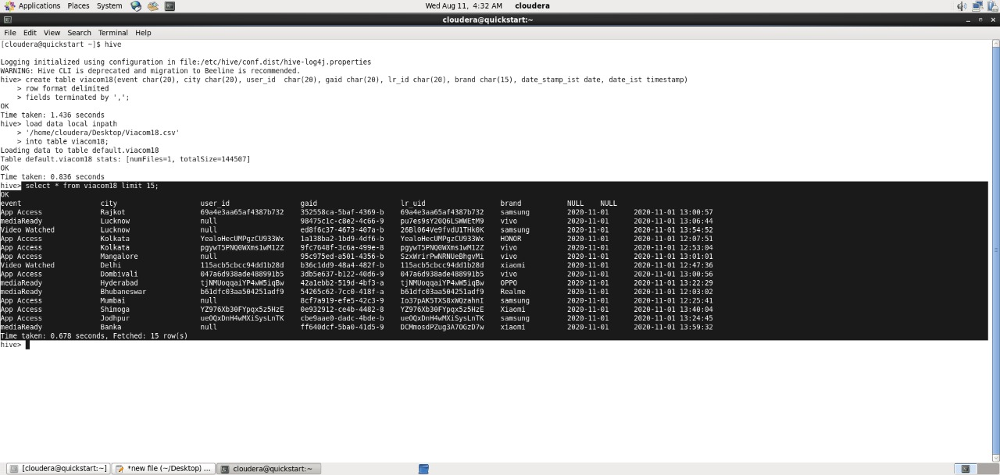 Applications Places System Wed Aug 11, 4:32 AM cloudera
cloudera@quickstart:~
File Edit View Search Terminal Help
[cloudera@quickstart ~]$ hive
Logging initialized using configuration in file:/etc/hive/conf.dist/hive-log4j.properties
WARNING: Hive CLI is deprecated and migration to Beeline is recommended.
hive> create table viacom18(event char(20), city char(20), user_id  char(20), gaid char(20), lr_id char(20), brand char(15), date_stamp_ist date, date_ist timestamp)
    > row format delimited
    > fields terminated by ',';
OK
Time taken: 1.436 seconds
hive> load data local inpath
    > '/home/cloudera/Desktop/Viacom18.csv'
    > into table viacom18;
Loading data to table default.viacom18
Table default.viacom18 stats: [numFiles=1, totalSize=144507]
OK
Time taken: 0.836 seconds
hive> select * from viacom18 limit 15;
OK
event city user_id gaid lr_uid brand NULL NULL
App Access Rajkot 69a4e3aa65af4387b732 352558ca-5baf-4369-b 69a4e3aa65af4387b732 samsung 2020-11-01 2020-11-01 13:00:57
mediaReady Lucknow null 98475c1c-c8e2-4c66-9 pu7es9sY20Q6LSWWEtM9 vivo 2020-11-01 2020-11-01 13:06:44
Video Watched Lucknow null ed8f6c37-4673-407a-b 26Bl064Ve9fvdU1THk0K samsung 2020-11-01 2020-11-01 13:54:52
App Access Kolkata YealoHecUMPgzCU933Wx 1a138ba2-1bd9-4df6-b YealoHecUMPgzCU933Wx HONOR 2020-11-01 2020-11-01 12:07:51
App Access Kolkata pgywT5PNQ0WXms1wM12Z 9fc7648f-3c6a-499e-8 pgywT5PNQ0WXms1wM12Z vivo 2020-11-01 2020-11-01 12:53:04
App Access Mangalore null 95c975ed-a501-4356-b SzxWrirPwNRNUeBhgvMi vivo 2020-11-01 2020-11-01 13:01:01
Video Watched Delhi 115acb5cbcc94dd1b28d b36c1dd9-48a4-482f-b 115acb5cbcc94dd1b28d xiaomi 2020-11-01 2020-11-01 12:47:36
App Access Dombivali 047a6d938ade488991b5 3db5e637-b122-40d6-9 047a6d938ade488991b5 vivo 2020-11-01 2020-11-01 13:00:56
mediaReady Hyderabad tjNMUoqqaiYP4wW5iqBw 42a1ebb2-519d-4bf3-a tjNMUoqqaiYP4wW5iqBw OPPO 2020-11-01 2020-11-01 13:22:29
mediaReady Bhubaneswar b61dfc03aa504251adf9 54265c62-7cc0-418f-a b61dfc03aa504251adf9 Realme 2020-11-01 2020-11-01 12:03:02
App Access Mumbai null 8cf7a919-efe5-42c3-9 Io37pAK5TXS8xWQzahnI samsung 2020-11-01 2020-11-01 12:25:41
App Access Shimoga YZ976Xb30FYpqx5z5HzE 0e932912-ce4b-4482-8 YZ976Xb30FYpqx5z5HzE Xiaomi 2020-11-01 2020-11-01 13:40:04
App Access Jodhpur ueOQxDnH4wMXiSysLnTK cbe9aae0-dadc-4bde-b ueOQxDnH4wMXiSysLnTK samsung 2020-11-01 2020-11-01 13:24:45
mediaReady Banka null ff640dcf-5ba0-41d5-9 DCMmosdPZug3A7OGzD7w xiaomi 2020-11-01 2020-11-01 13:59:32
Time taken: 0.678 seconds, Fetched: 15 row(s)
hive>
[cloudera@quickstart:~] *new file (~/Desktop) ... cloudera@quickstart:~